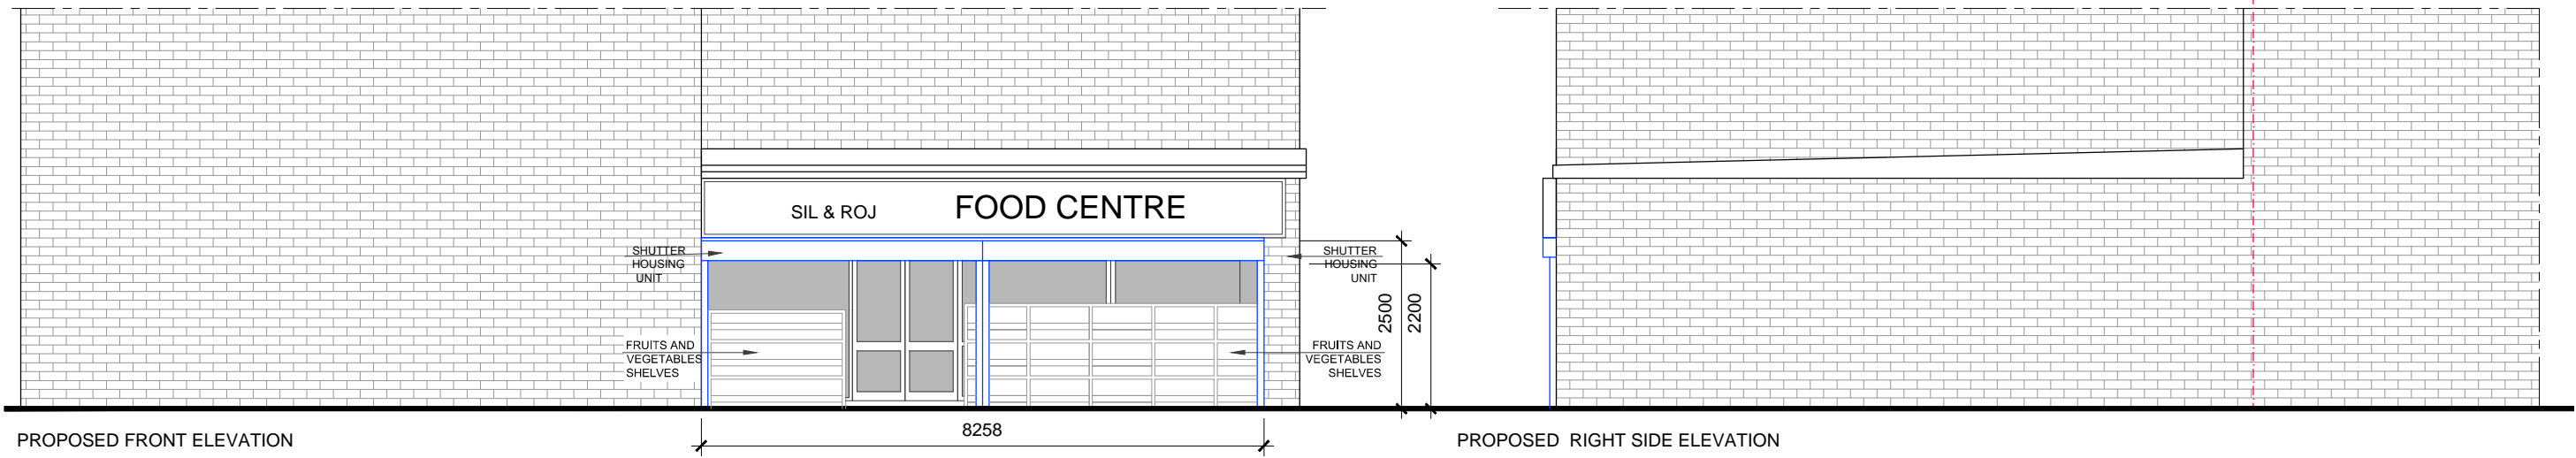 SIL & ROJ FOOD CENTRE
SHUTTER
HOUSING
UNIT
SHUTTER
HOUSING
UNIT
FRUITS AND
VEGETABLES
SHELVES
FRUITS AND
VEGETABLES
SHELVES
2500
2200
8258
PROPOSED FRONT ELEVATION
PROPOSED RIGHT SIDE ELEVATION